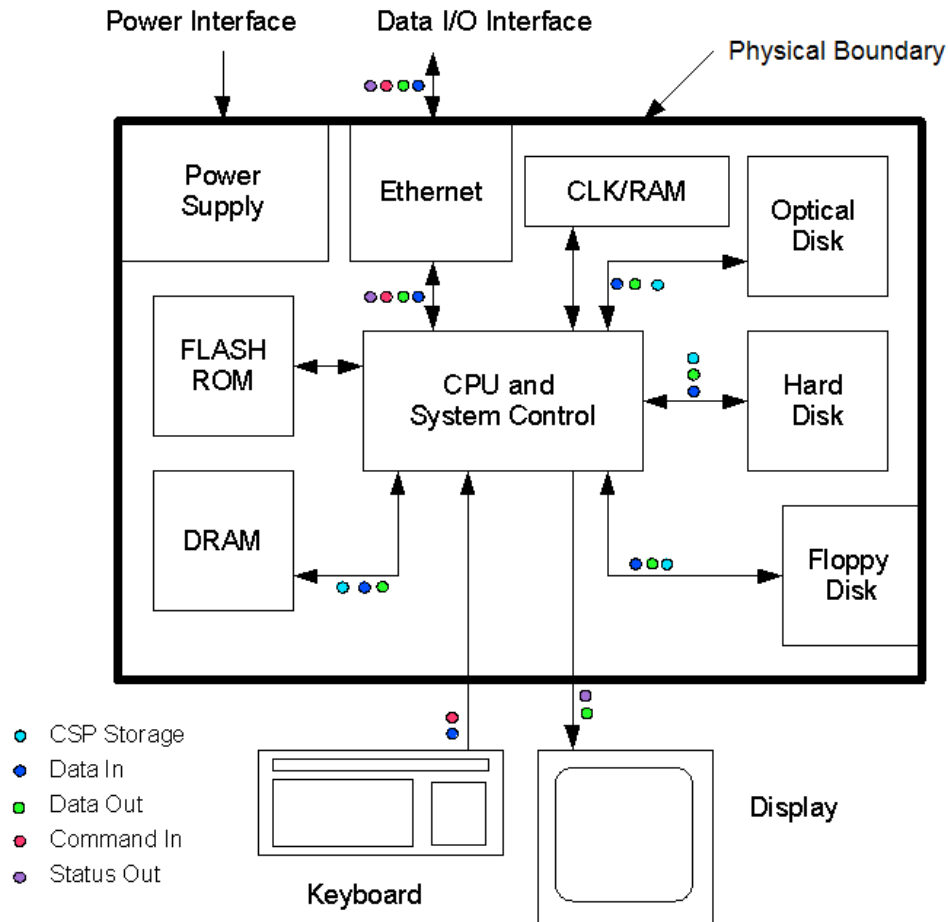 Power Interface
Data I/O Interface
Physical Boundary
Power
Supply
Ethernet
CLK/RAM
Optical
Disk
FLASH
ROM
CPU and
System Control
Hard
Disk
DRAM
Floppy
Disk
CSP Storage
Data In
Data Out
Command In
Status Out
Keyboard
Display